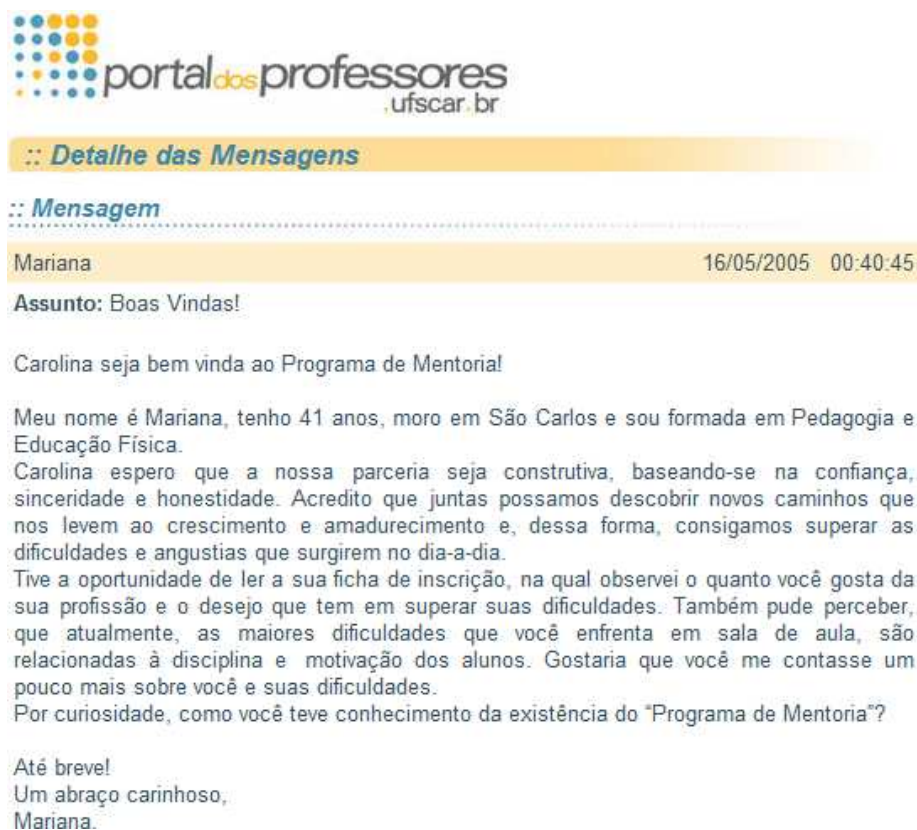 portaldosprofessores
.ufscar.br
:: Detalhe das Mensagens
:: Mensagem
Mariana 16/05/2005 00:40:45
Assunto: Boas Vindas!
Carolina seja bem vinda ao Programa de Mentoria!
Meu nome é Mariana, tenho 41 anos, moro em São Carlos e sou formada em Pedagogia e
Educação Física.
Carolina espero que a nossa parceria seja construtiva, baseando-se na confiança,
sinceridade e honestidade. Acredito que juntas possamos descobrir novos caminhos que
nos levem ao crescimento e amadurecimento e, dessa forma, consigamos superar as
dificuldades e angustias que surgirem no dia-a-dia.
Tive a oportunidade de ler a sua ficha de inscrição, na qual observei o quanto você gosta da
sua profissão e o desejo que tem em superar suas dificuldades. Também pude perceber,
que atualmente, as maiores dificuldades que você enfrenta em sala de aula, são
relacionadas à disciplina e motivação dos alunos. Gostaria que você me contasse um
pouco mais sobre você e suas dificuldades.
Por curiosidade, como você teve conhecimento da existência do “Programa de Mentoria”?
Até breve!
Um abraço carinhoso,
Mariana.